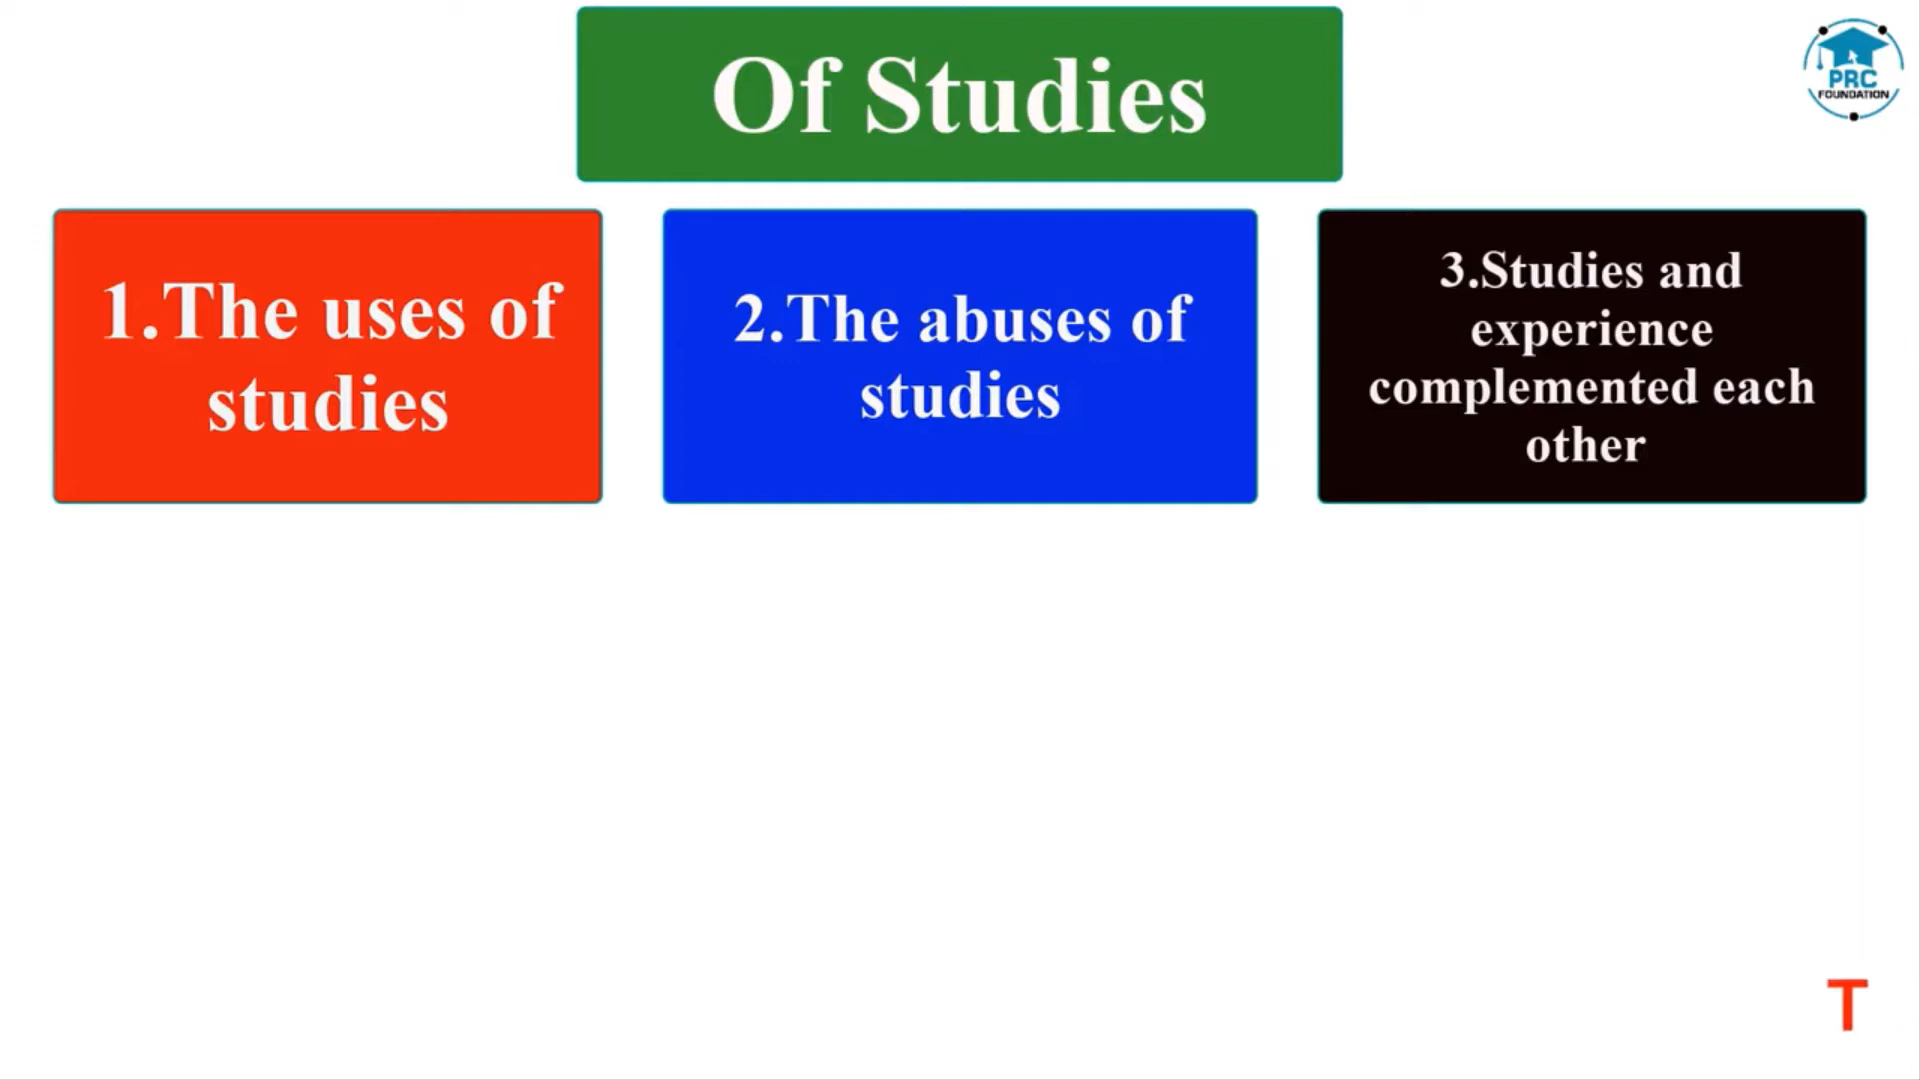 Of Studies
PRC
FOUNDATION
1.The uses of
studies
2.The abuses of
studies
3.Studies and
experience
complemented each
other
T